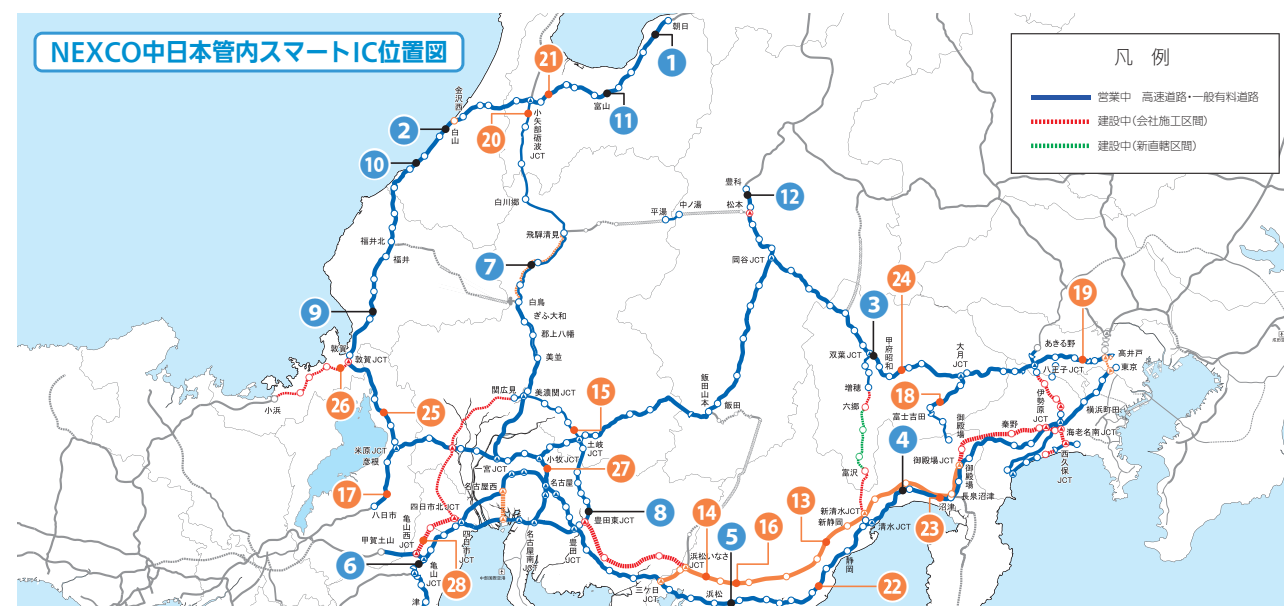 NEXCO中日本管内スマートIC位置図
凡 例
営業中 高速道路・一般有料道路
建設中(会社施工区間)
建設中(新直轄区間)
朝日
1
21
富山
11
金沢西
2
白山
20
小矢部砺波JCT
10
白川郷
飛騨清見
平湯
中ノ湯
豊科
松本
12
岡谷JCT
福井北
福井
7
白鳥
ぎふ大和
郡上八幡
美並
9
敦賀
敦賀JCT
小浜
26
25
関広見
美濃関JCT
15
土岐JCT
飯田山本
飯田
3
双葉JCT
甲府昭和
24
大月JCT
増穂
六郷
18
富士吉田
富沢
19
あきる野
八王子JCT
高井戸
東京
伊勢原JCT
横浜町田
秦野
海老名南JCT
西久保JCT
御殿場
御殿場JCT
御殿場
4
長泉沼津
沼津
23
米原JCT
彦根
17
八日市
一宮JCT
小牧JCT
27
名古屋西
名古屋
四日市北JCT
亀山西JCT
甲賀土山
6
亀山JCT
28
津
四日市JCT
名古屋南JCT
豊田JCT
8
豊田東JCT
14
5
16
13
浜松いなさJCT
三ケ日JCT
浜松
新清水JCT
新静岡
清水JCT
静岡
22